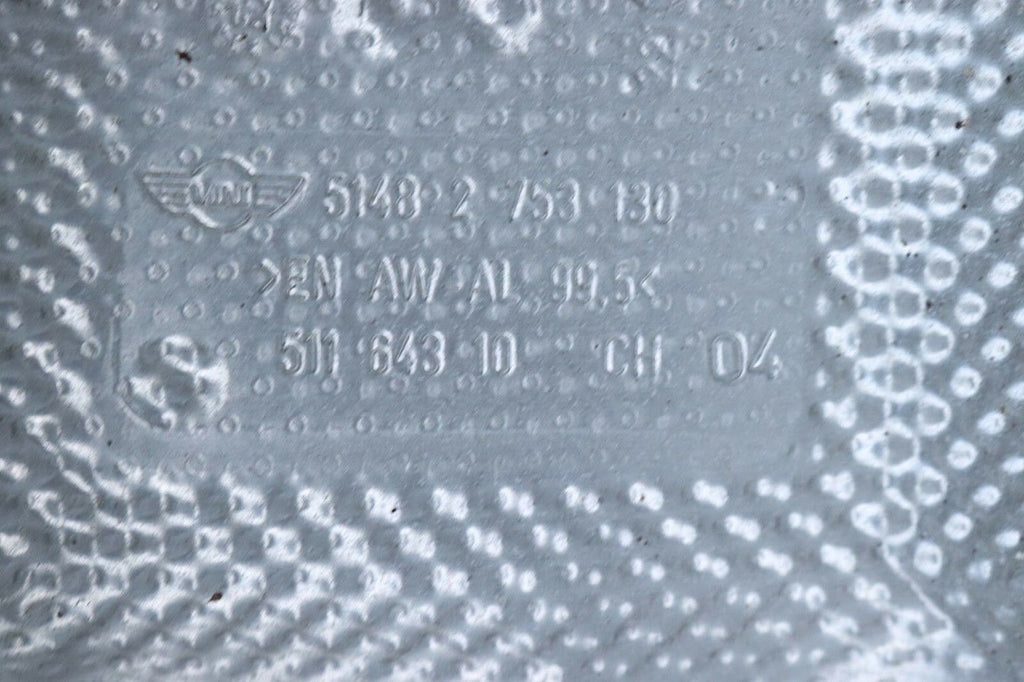 MINI 5148 2 753 130
>EN AW AL 99,5<
511 643 10 CH 04